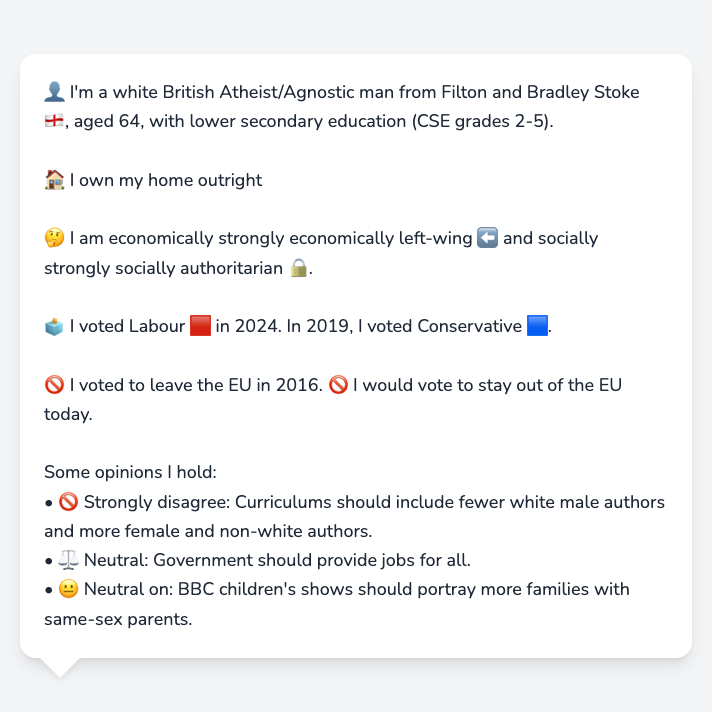 👤 I'm a white British Atheist/Agnostic man from Filton and Bradley Stoke
🏴󠁧󠁢󠁥󠁮󠁧󠁿, aged 64, with lower secondary education (CSE grades 2-5).
🏠 I own my home outright
🤔 I am economically strongly economically left-wing ⬅️ and socially
strongly socially authoritarian 🔒.
🗳️ I voted Labour 🟥 in 2024. In 2019, I voted Conservative 🟦.
🚫 I voted to leave the EU in 2016. 🚫 I would vote to stay out of the EU
today.
Some opinions I hold:
• 🚫 Strongly disagree: Curriculums should include fewer white male authors
and more female and non-white authors.
• ⚖️ Neutral: Government should provide jobs for all.
• 😐 Neutral on: BBC children's shows should portray more families with
same-sex parents.